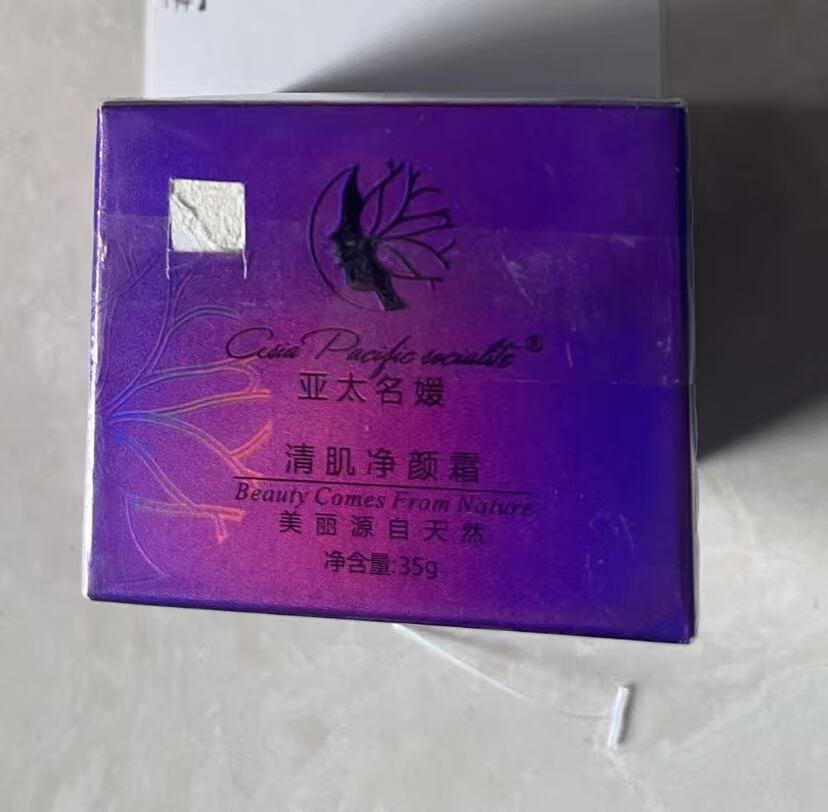 Asia Pacific socialite®
亚太名媛
清肌净颜霜
Beauty Comes From Nature
美丽源自天然
净含量:35g